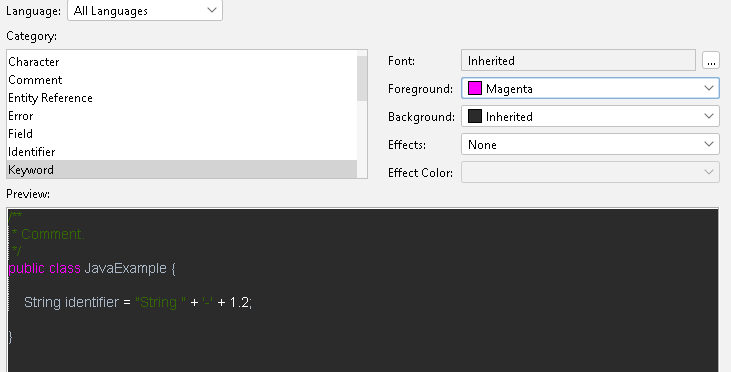 Language: All Languages
Category:
Character
Comment
Entity Reference
Error
Field
Identifier
Keyword
Font: Inherited ...
Foreground: Magenta
Background: Inherited
Effects: None
Effect Color:
Preview:
/**
* Comment.
*/
public class JavaExample {
String identifier = "String " + '-' + 1.2;
}